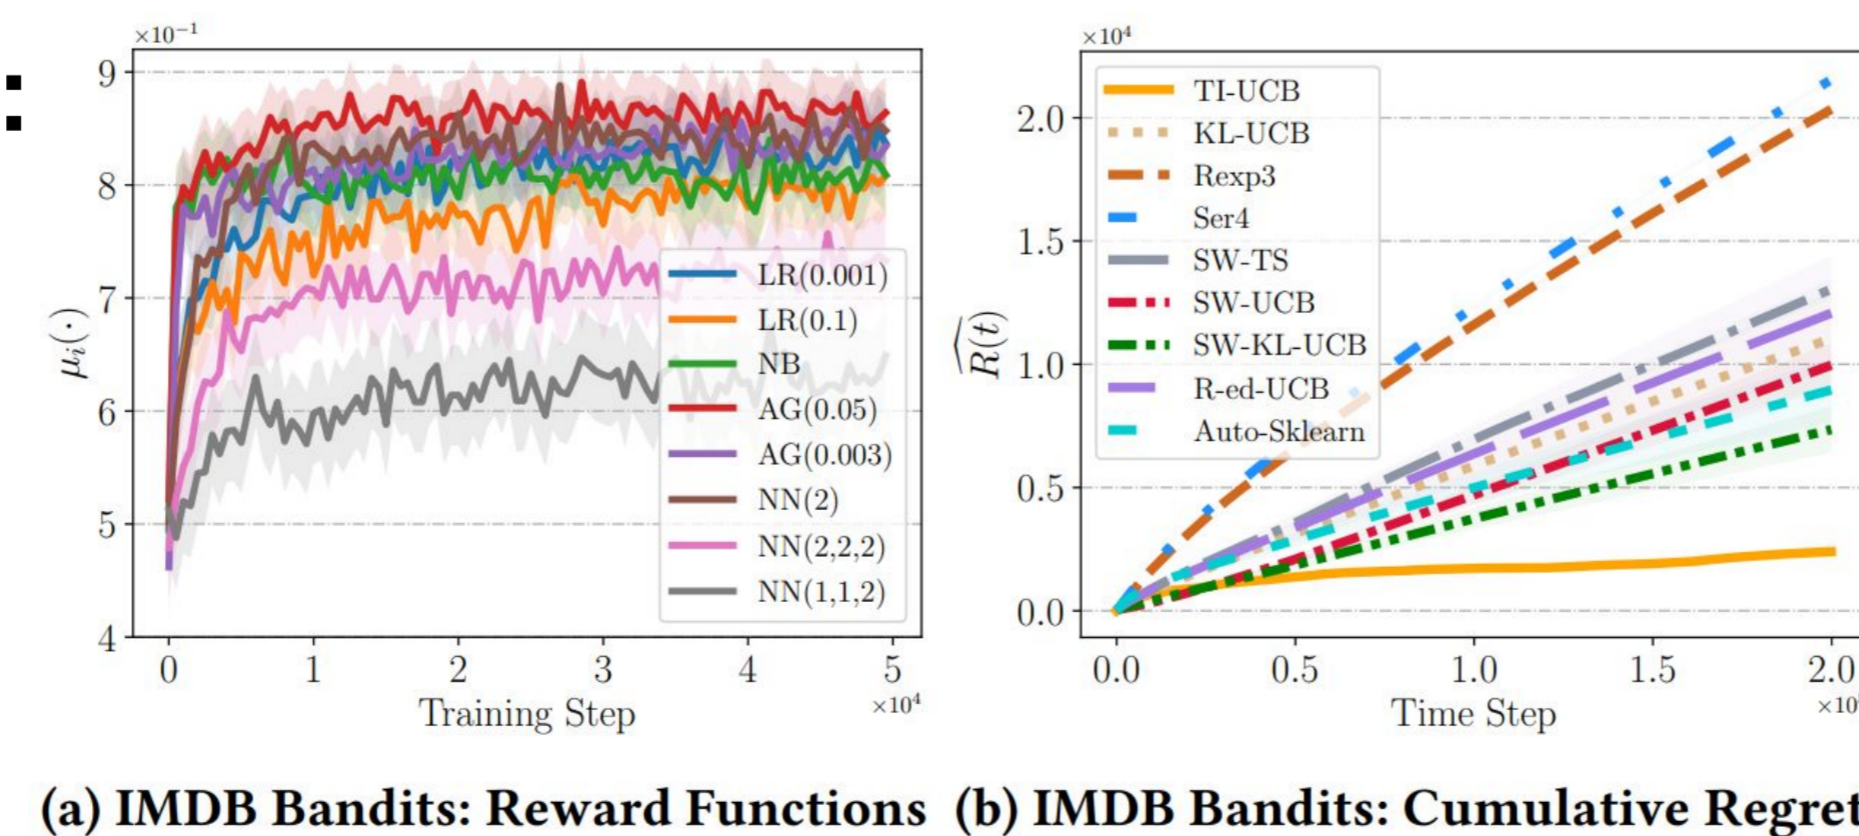 :
×10⁻¹
9
8
7
6
5
4
μᵢ(·)
LR(0.001)
LR(0.1)
NB
AG(0.05)
AG(0.003)
NN(2)
NN(2,2,2)
NN(1,1,2)
0 1 2 3 4 5
×10⁴
Training Step
(a) IMDB Bandits: Reward Functions
×10⁴
2.0
1.5
1.0
0.5
0.0
R̂(t)
TI-UCB
KL-UCB
Rexp3
Ser4
SW-TS
SW-UCB
SW-KL-UCB
R-ed-UCB
Auto-Sklearn
0.0 0.5 1.0 1.5 2.0
Time Step
(b) IMDB Bandits: Cumulative Regret